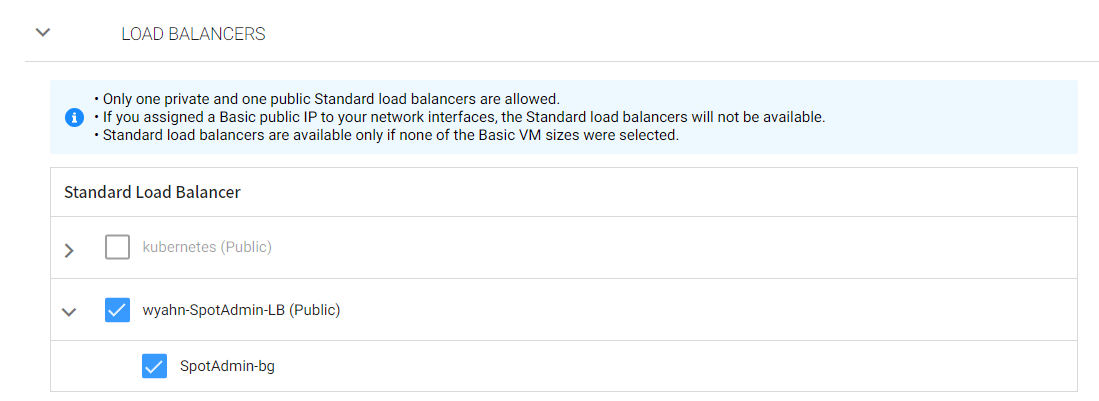 LOAD BALANCERS
• Only one private and one public Standard load balancers are allowed.
• If you assigned a Basic public IP to your network interfaces, the Standard load balancers will not be available.
• Standard load balancers are available only if none of the Basic VM sizes were selected.
Standard Load Balancer
kubernetes (Public)
wyahn-SpotAdmin-LB (Public)
SpotAdmin-bg